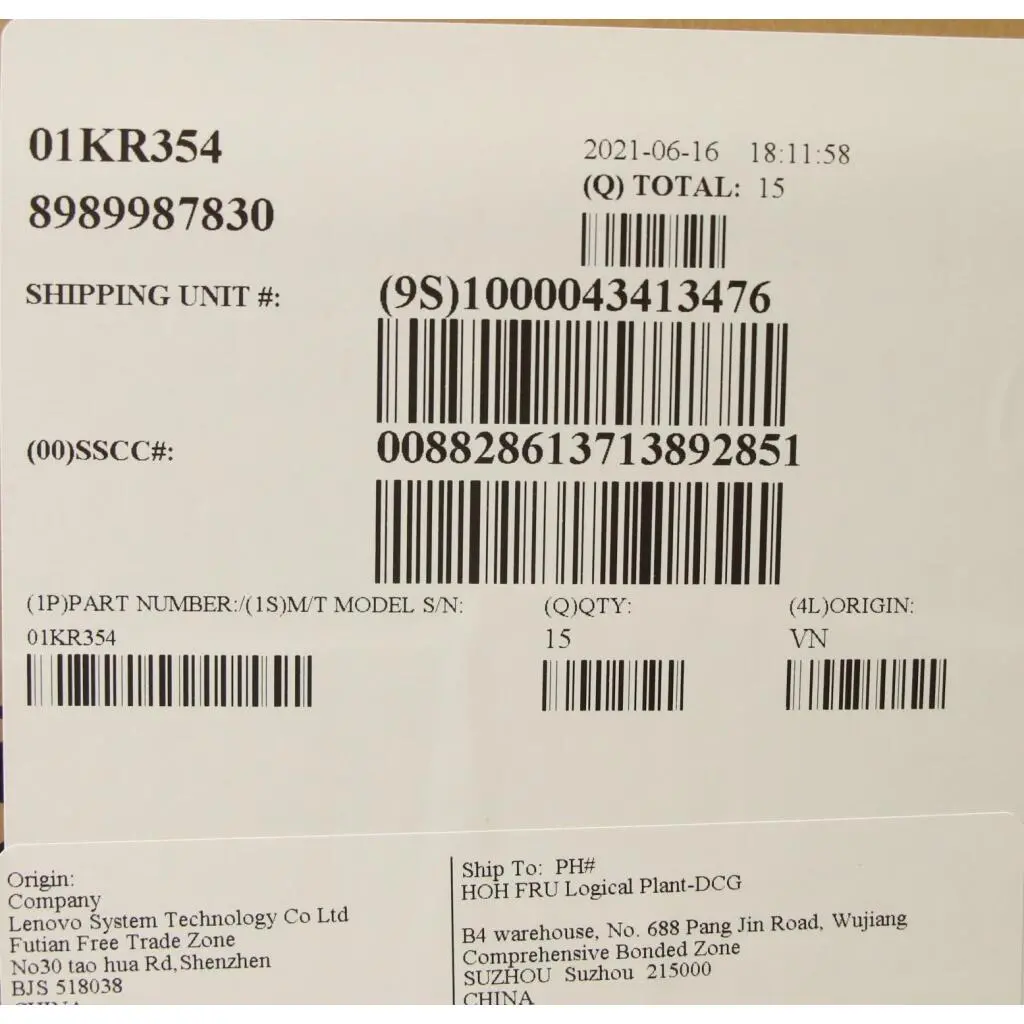 01KR354
8989987830
2021-06-16 18:11:58
(Q) TOTAL: 15
SHIPPING UNIT #:
(9S)1000043413476
(00)SSCC#:
00882861371389285​1
(1P)PART NUMBER:/(1S)M/T MODEL S/N:
01KR354
(Q)QTY:
15
(4L)ORIGIN:
VN
Origin:
Company
Lenovo System Technology Co Ltd
Futian Free Trade Zone
No30 tao hua Rd,Shenzhen
BJS 518038
CHINA
Ship To: PH#
HOH FRU Logical Plant-DCG
B4 warehouse, No. 688 Pang Jin Road, Wujiang
Comprehensive Bonded Zone
SUZHOU Suzhou 215000
CHINA